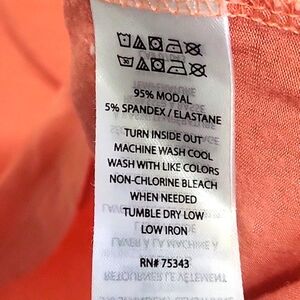 95% MODAL
5% SPANDEX / ELASTANE
TURN INSIDE OUT
MACHINE WASH COOL
WASH WITH LIKE COLORS
NON-CHLORINE BLEACH
WHEN NEEDED
TUMBLE DRY LOW
LOW IRON
RN# 75343